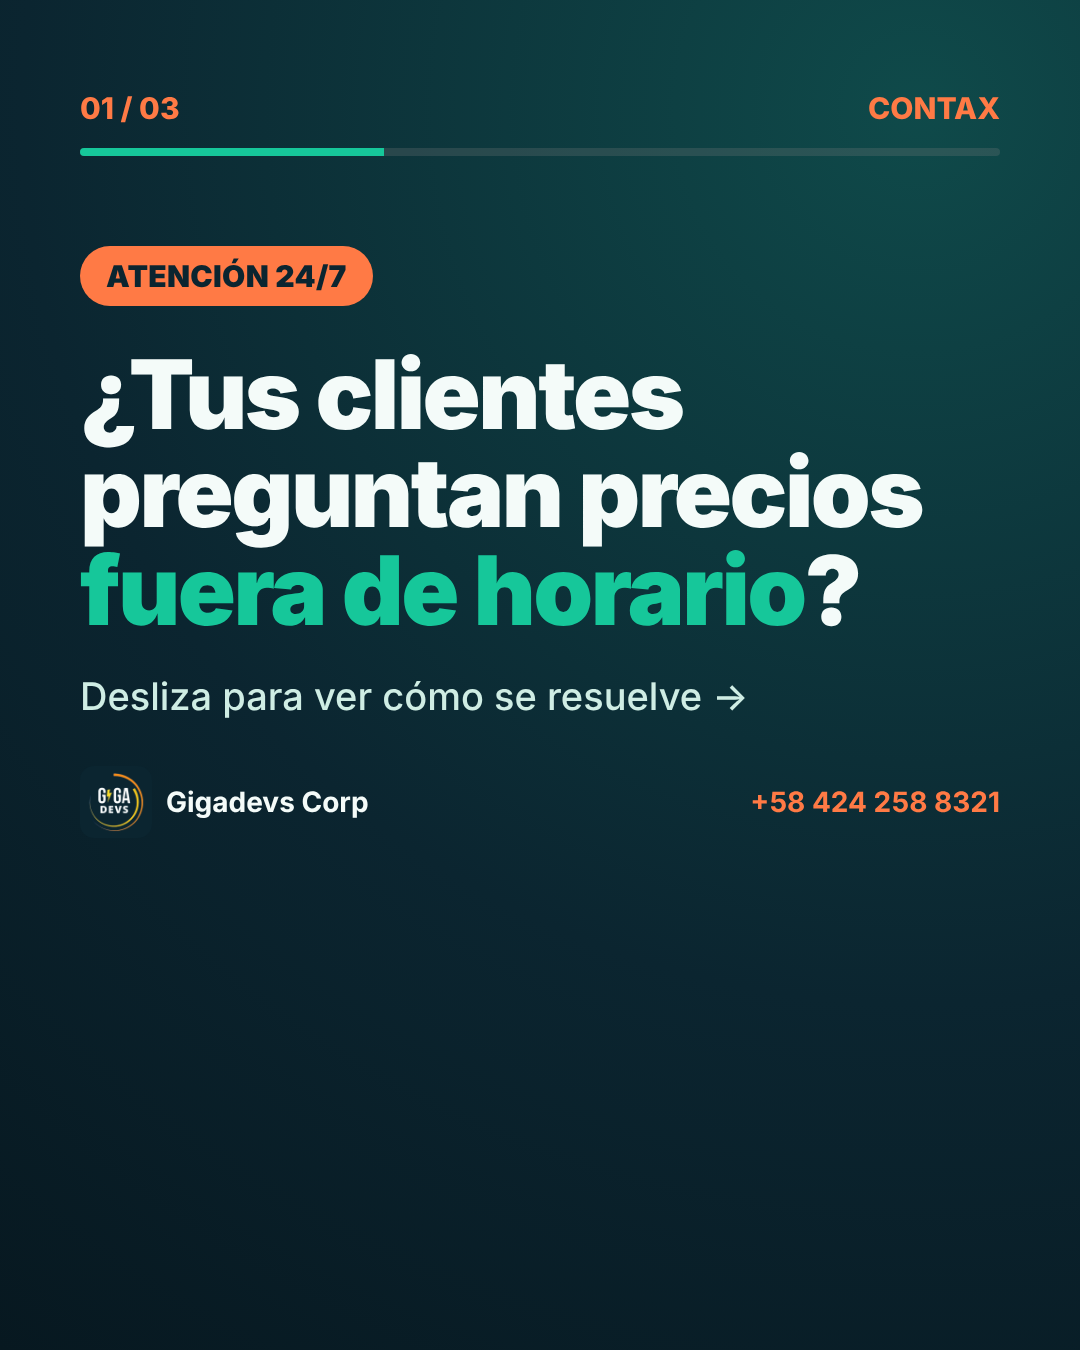 01 / 03
CONTAX
ATENCIÓN 24/7
¿Tus clientes
preguntan precios
fuera de horario?
Desliza para ver cómo se resuelve →
GIGA
DEVS
Gigadevs Corp
+58 424 258 8321